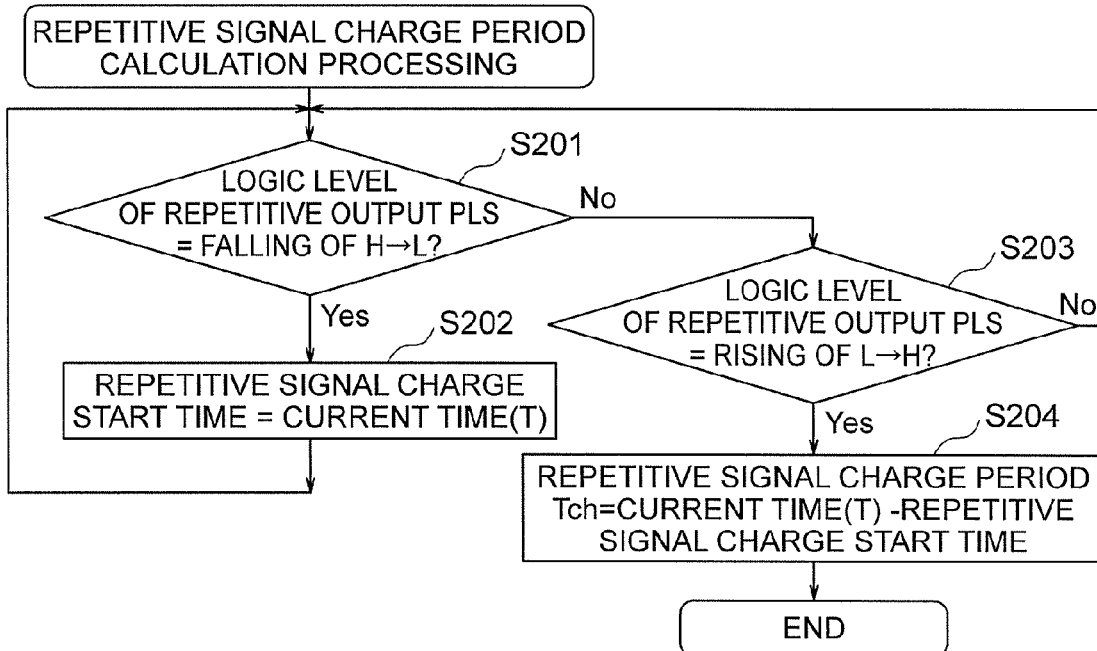 REPETITIVE SIGNAL CHARGE PERIOD
CALCULATION PROCESSING
S201
LOGIC LEVEL
OF REPETITIVE OUTPUT PLS
= FALLING OF H→L?
No
Yes
S202
REPETITIVE SIGNAL CHARGE
START TIME = CURRENT TIME(T)
S203
LOGIC LEVEL
OF REPETITIVE OUTPUT PLS
= RISING OF L→H?
No
Yes
S204
REPETITIVE SIGNAL CHARGE PERIOD
Tch=CURRENT TIME(T) -REPETITIVE
SIGNAL CHARGE START TIME
END